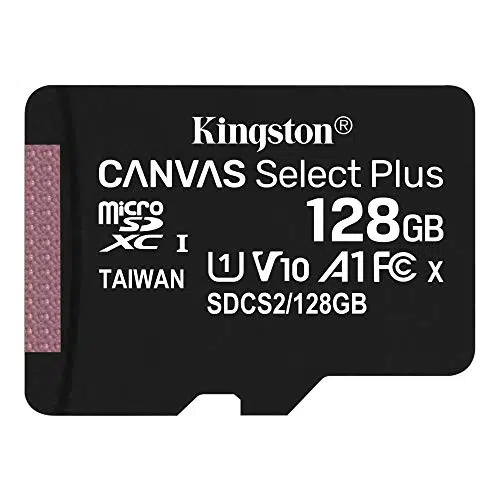 Kingston®
CANVAS Select Plus
micro SD XC I
128GB
TAIWAN
U1 V10 A1 FC X
SDCS2/128GB